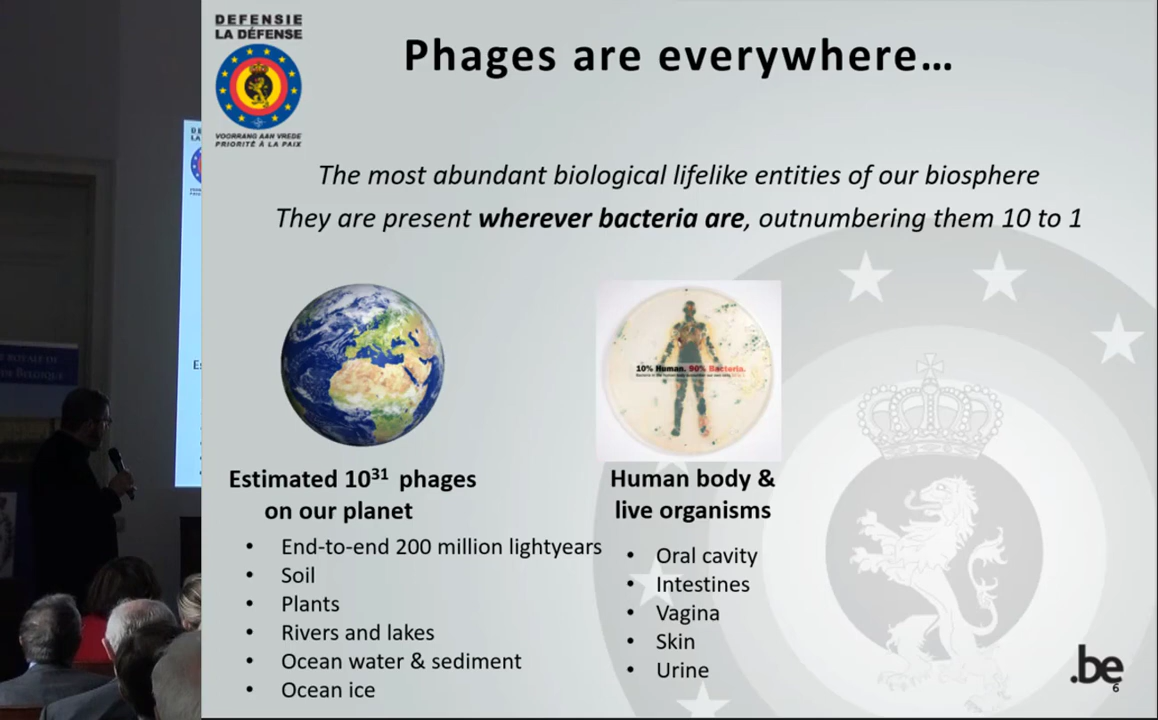 DEFENSIE
LA DÉFENSE
VOORRANG AAN VREDE
PRIORITÉ À LA PAIX
Phages are everywhere…
The most abundant biological lifelike entities of our biosphere
They are present wherever bacteria are, outnumbering them 10 to 1
10% Human. 90% Bacteria.
Estimated 10³¹ phages
on our planet
• End-to-end 200 million lightyears
• Soil
• Plants
• Rivers and lakes
• Ocean water & sediment
• Ocean ice
Human body &
live organisms
• Oral cavity
• Intestines
• Vagina
• Skin
• Urine
.be
6